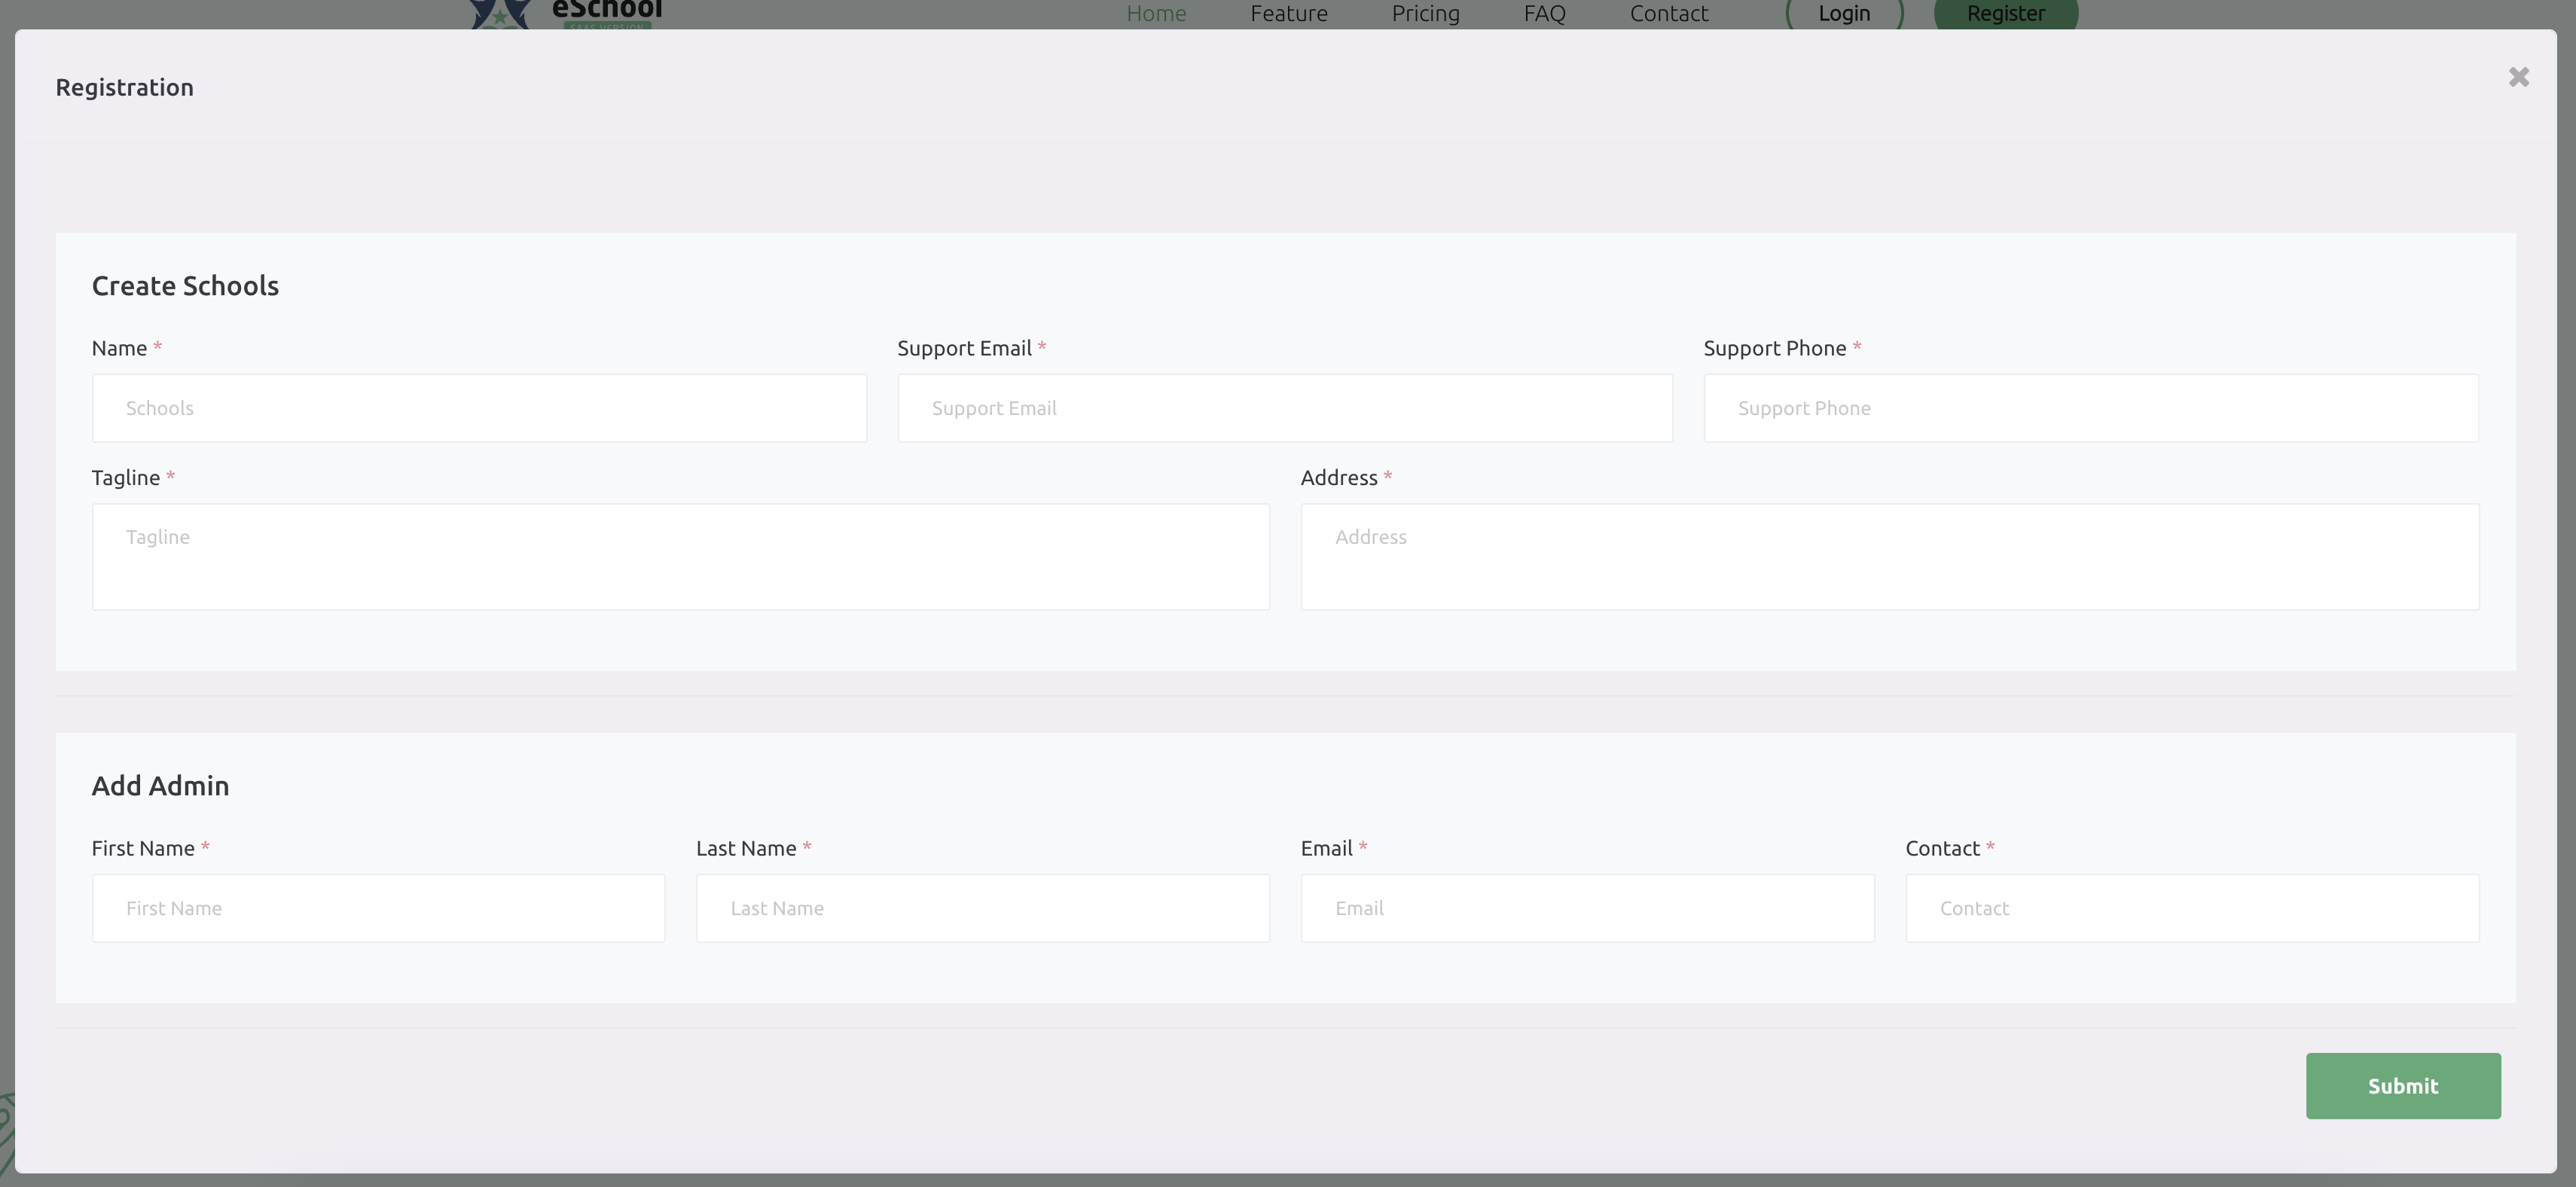 eSchool
SAAS VERSION
Home Feature Pricing FAQ Contact Login Register
Registration
Create Schools
Name * Support Email * Support Phone *
Schools Support Email Support Phone
Tagline * Address *
Tagline Address
Add Admin
First Name * Last Name * Email * Contact *
First Name Last Name Email Contact
Submit